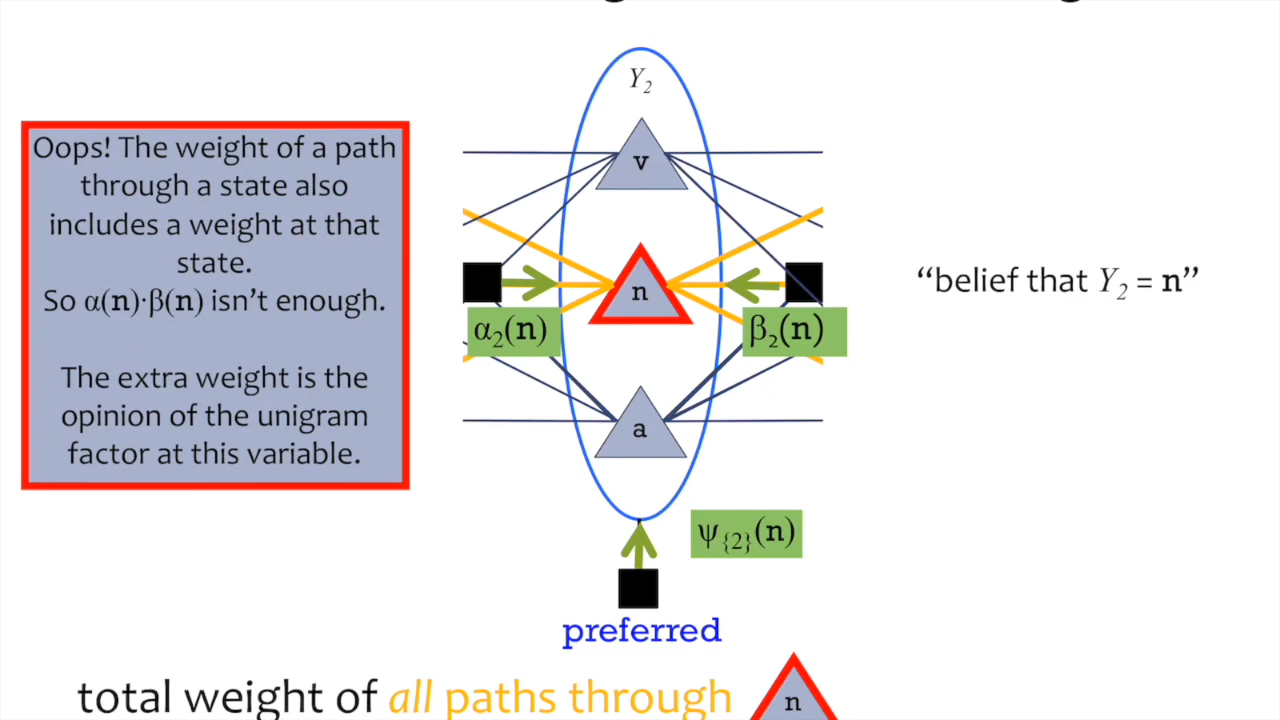 Oops! The weight of a path
through a state also
includes a weight at that
state.
So α(n)·β(n) isn’t enough.
The extra weight is the
opinion of the unigram
factor at this variable.
Y2
v
n
a
α2(n)
β2(n)
“belief that Y2 = n”
ψ{2}(n)
preferred
total weight of all paths through
n